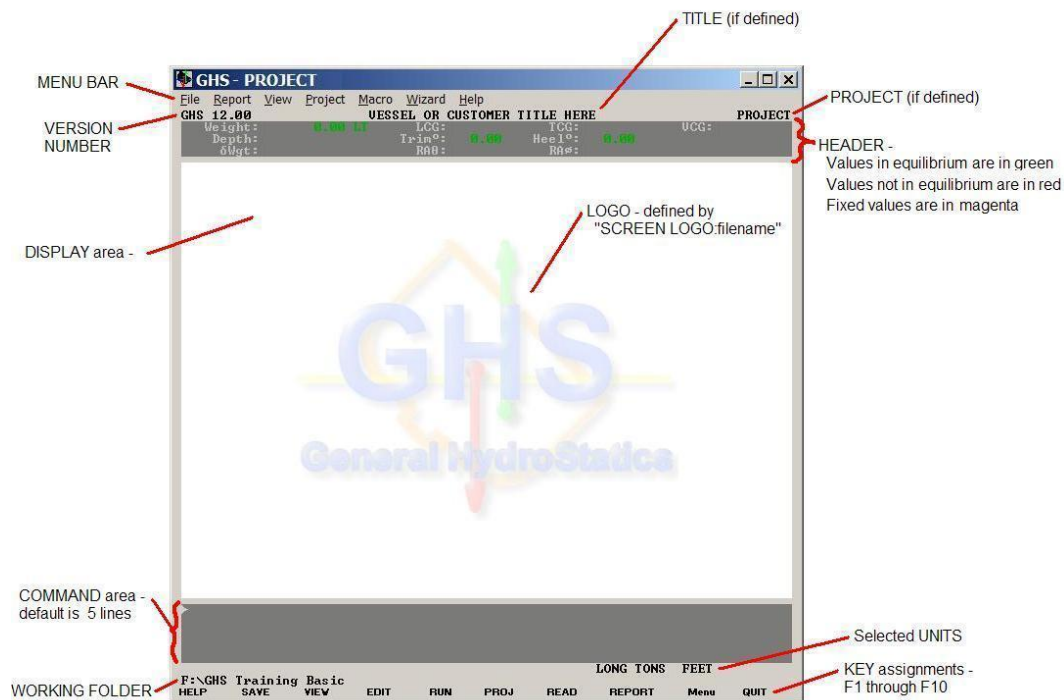 TITLE (if defined)
GHS - PROJECT
MENU BAR
File Report View Project Macro Wizard Help
PROJECT (if defined)
GHS 12.00 VESSEL OR CUSTOMER TITLE HERE PROJECT
VERSION
NUMBER
Weight: 0.00 LT LCG: TCG: VCG:
Depth: Trim°: 0.00 Heel°: 0.00
δWgt: RAθ: RAø:
HEADER -
Values in equilibrium are in green
Values not in equilibrium are in red
Fixed values are in magenta
LOGO - defined by
"SCREEN LOGO:filename"
DISPLAY area -
GHS
General HydroStatics
COMMAND area -
default is 5 lines
Selected UNITS
LONG TONS FEET
KEY assignments -
F1 through F10
WORKING FOLDER
F:\GHS Training Basic
HELP SAVE VIEW EDIT RUN PROJ READ REPORT Menu QUIT